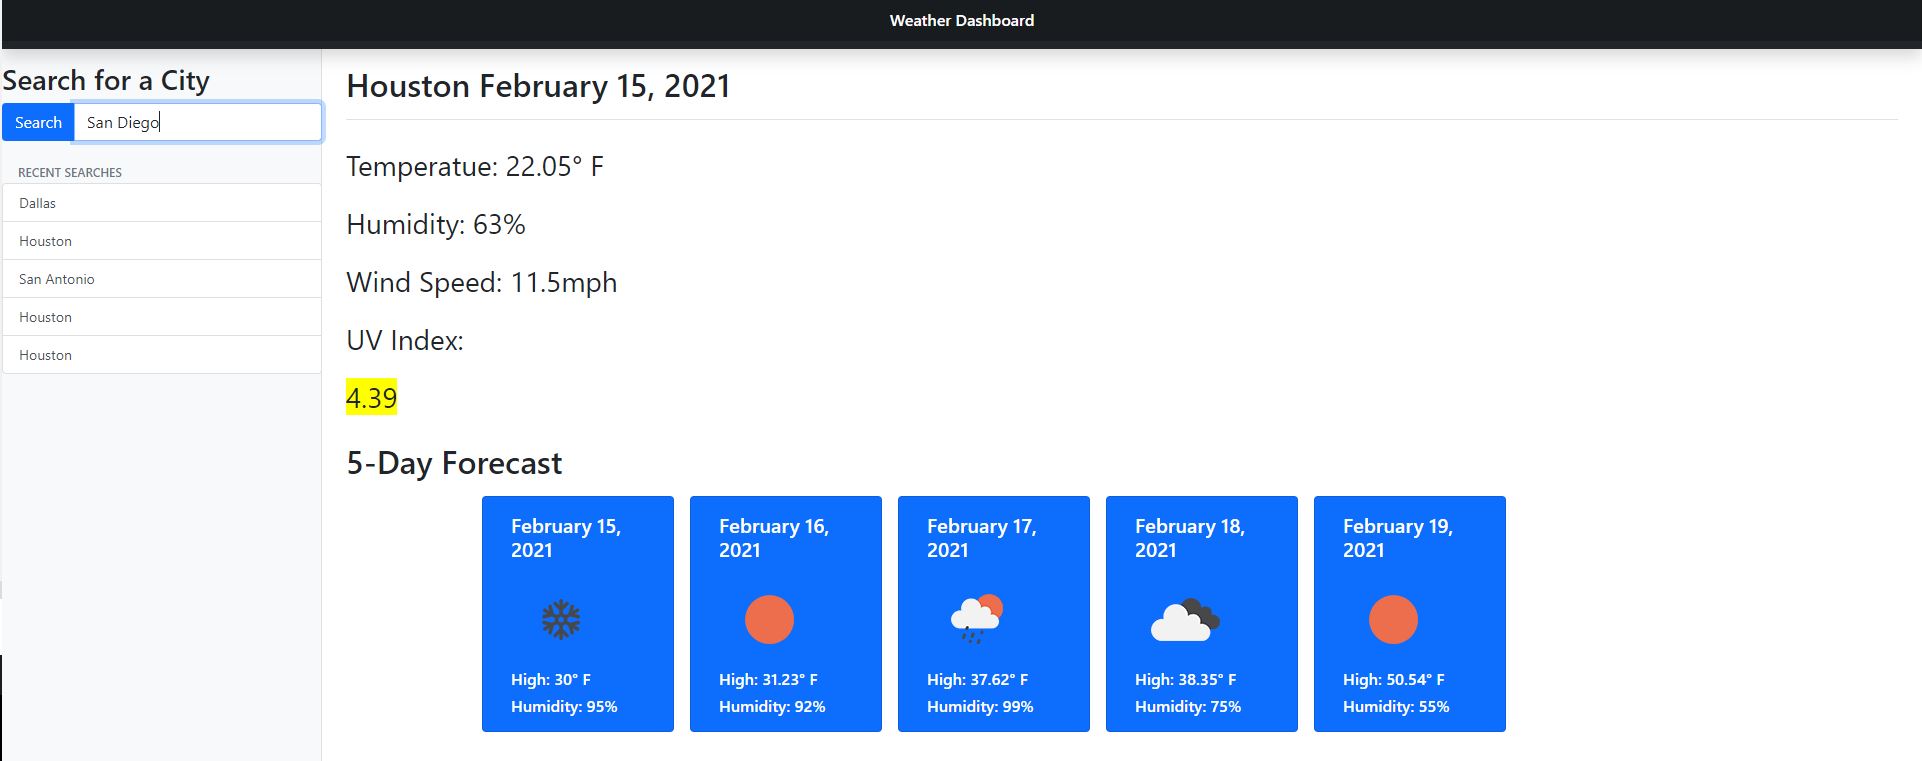 Weather Dashboard
Search for a City
Search
San Diego
RECENT SEARCHES
Dallas
Houston
San Antonio
Houston
Houston
Houston February 15, 2021
Temperatue: 22.05° F
Humidity: 63%
Wind Speed: 11.5mph
UV Index:
4.39
5-Day Forecast
February 15,
2021
High: 30° F
Humidity: 95%
February 16,
2021
High: 31.23° F
Humidity: 92%
February 17,
2021
High: 37.62° F
Humidity: 99%
February 18,
2021
High: 38.35° F
Humidity: 75%
February 19,
2021
High: 50.54° F
Humidity: 55%